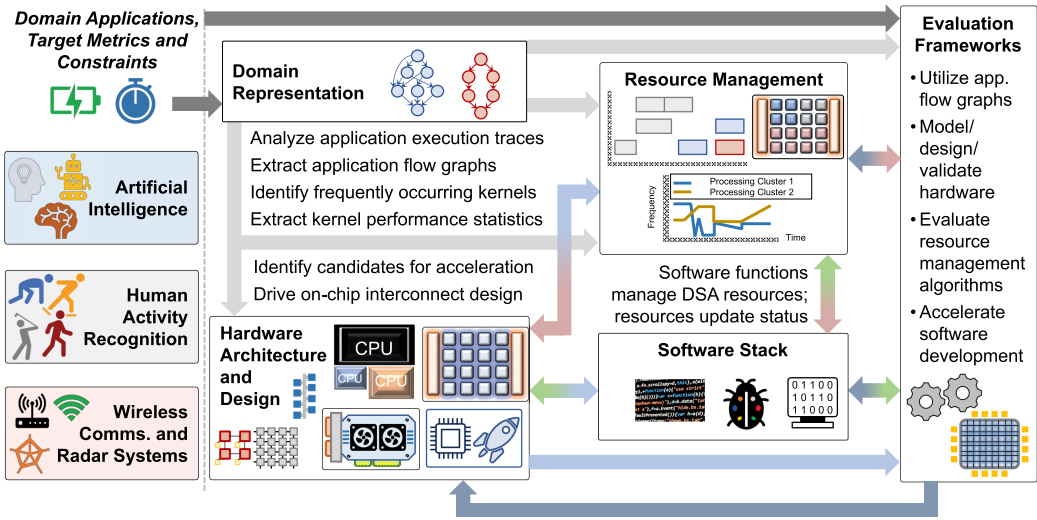 Domain Applications,
Target Metrics and
Constraints
Artificial
Intelligence
Human
Activity
Recognition
Wireless
Comms. and
Radar Systems
Domain
Representation
Analyze application execution traces
Extract application flow graphs
Identify frequently occurring kernels
Extract kernel performance statistics
Identify candidates for acceleration
Drive on-chip interconnect design
Hardware
Architecture
and
Design
CPU
CPU
CPU
Resource Management
Processing Cluster 1
Processing Cluster 2
Frequency
Time
Software functions
manage DSA resources;
resources update status
Software Stack
01100
10110
11000
Evaluation
Frameworks
• Utilize app.
flow graphs
• Model/
design/
validate
hardware
• Evaluate
resource
management
algorithms
• Accelerate
software
development